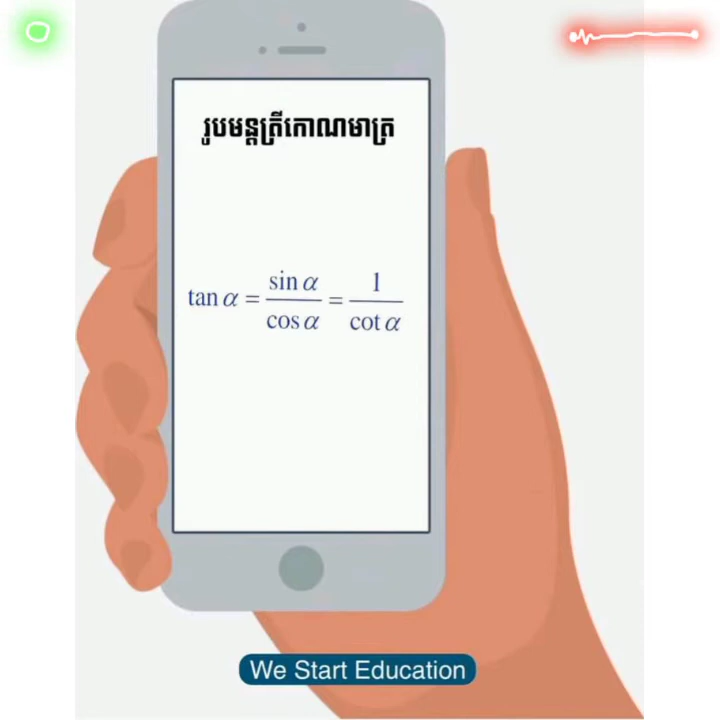 រូបមន្តត្រីកោណមាត្រ
tan α = sin α / cos α = 1 / cot α
We Start Education